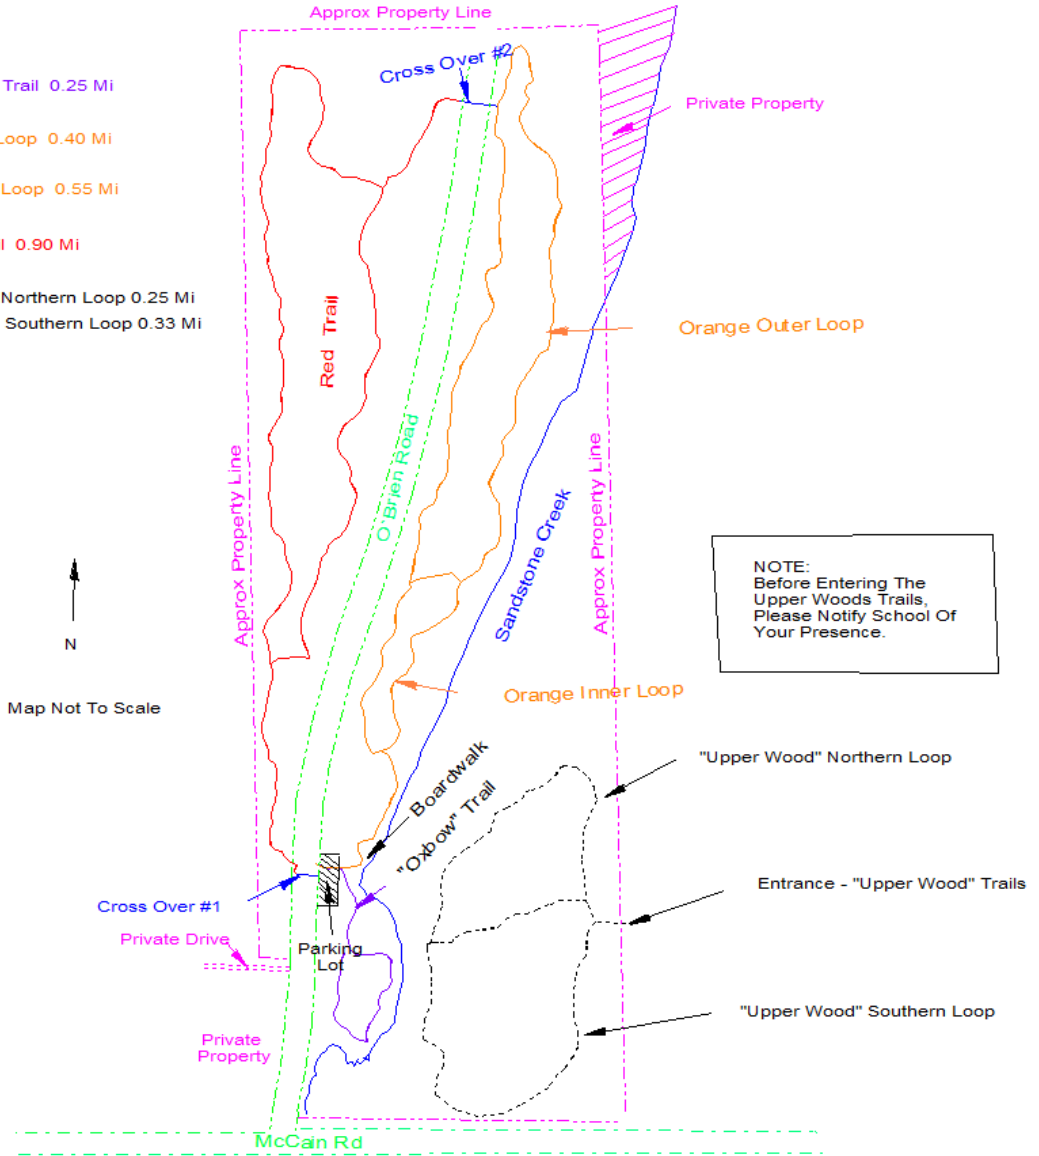 Approx Property Line
Cross Over #2
Trail 0.25 Mi
Private Property
Loop 0.40 Mi
Loop 0.55 Mi
l 0.90 Mi
Northern Loop 0.25 Mi
Southern Loop 0.33 Mi
Red Trail
Orange Outer Loop
O'Brien Road
Approx Property Line
Approx Property Line
Sandstone Creek
NOTE:
Before Entering The
Upper Woods Trails,
Please Notify School Of
Your Presence.
N
Map Not To Scale
Orange Inner Loop
Boardwalk
"Oxbow" Trail
"Upper Wood" Northern Loop
Entrance - "Upper Wood" Trails
Cross Over #1
Private Drive
Parking
Lot
"Upper Wood" Southern Loop
Private
Property
McCain Rd